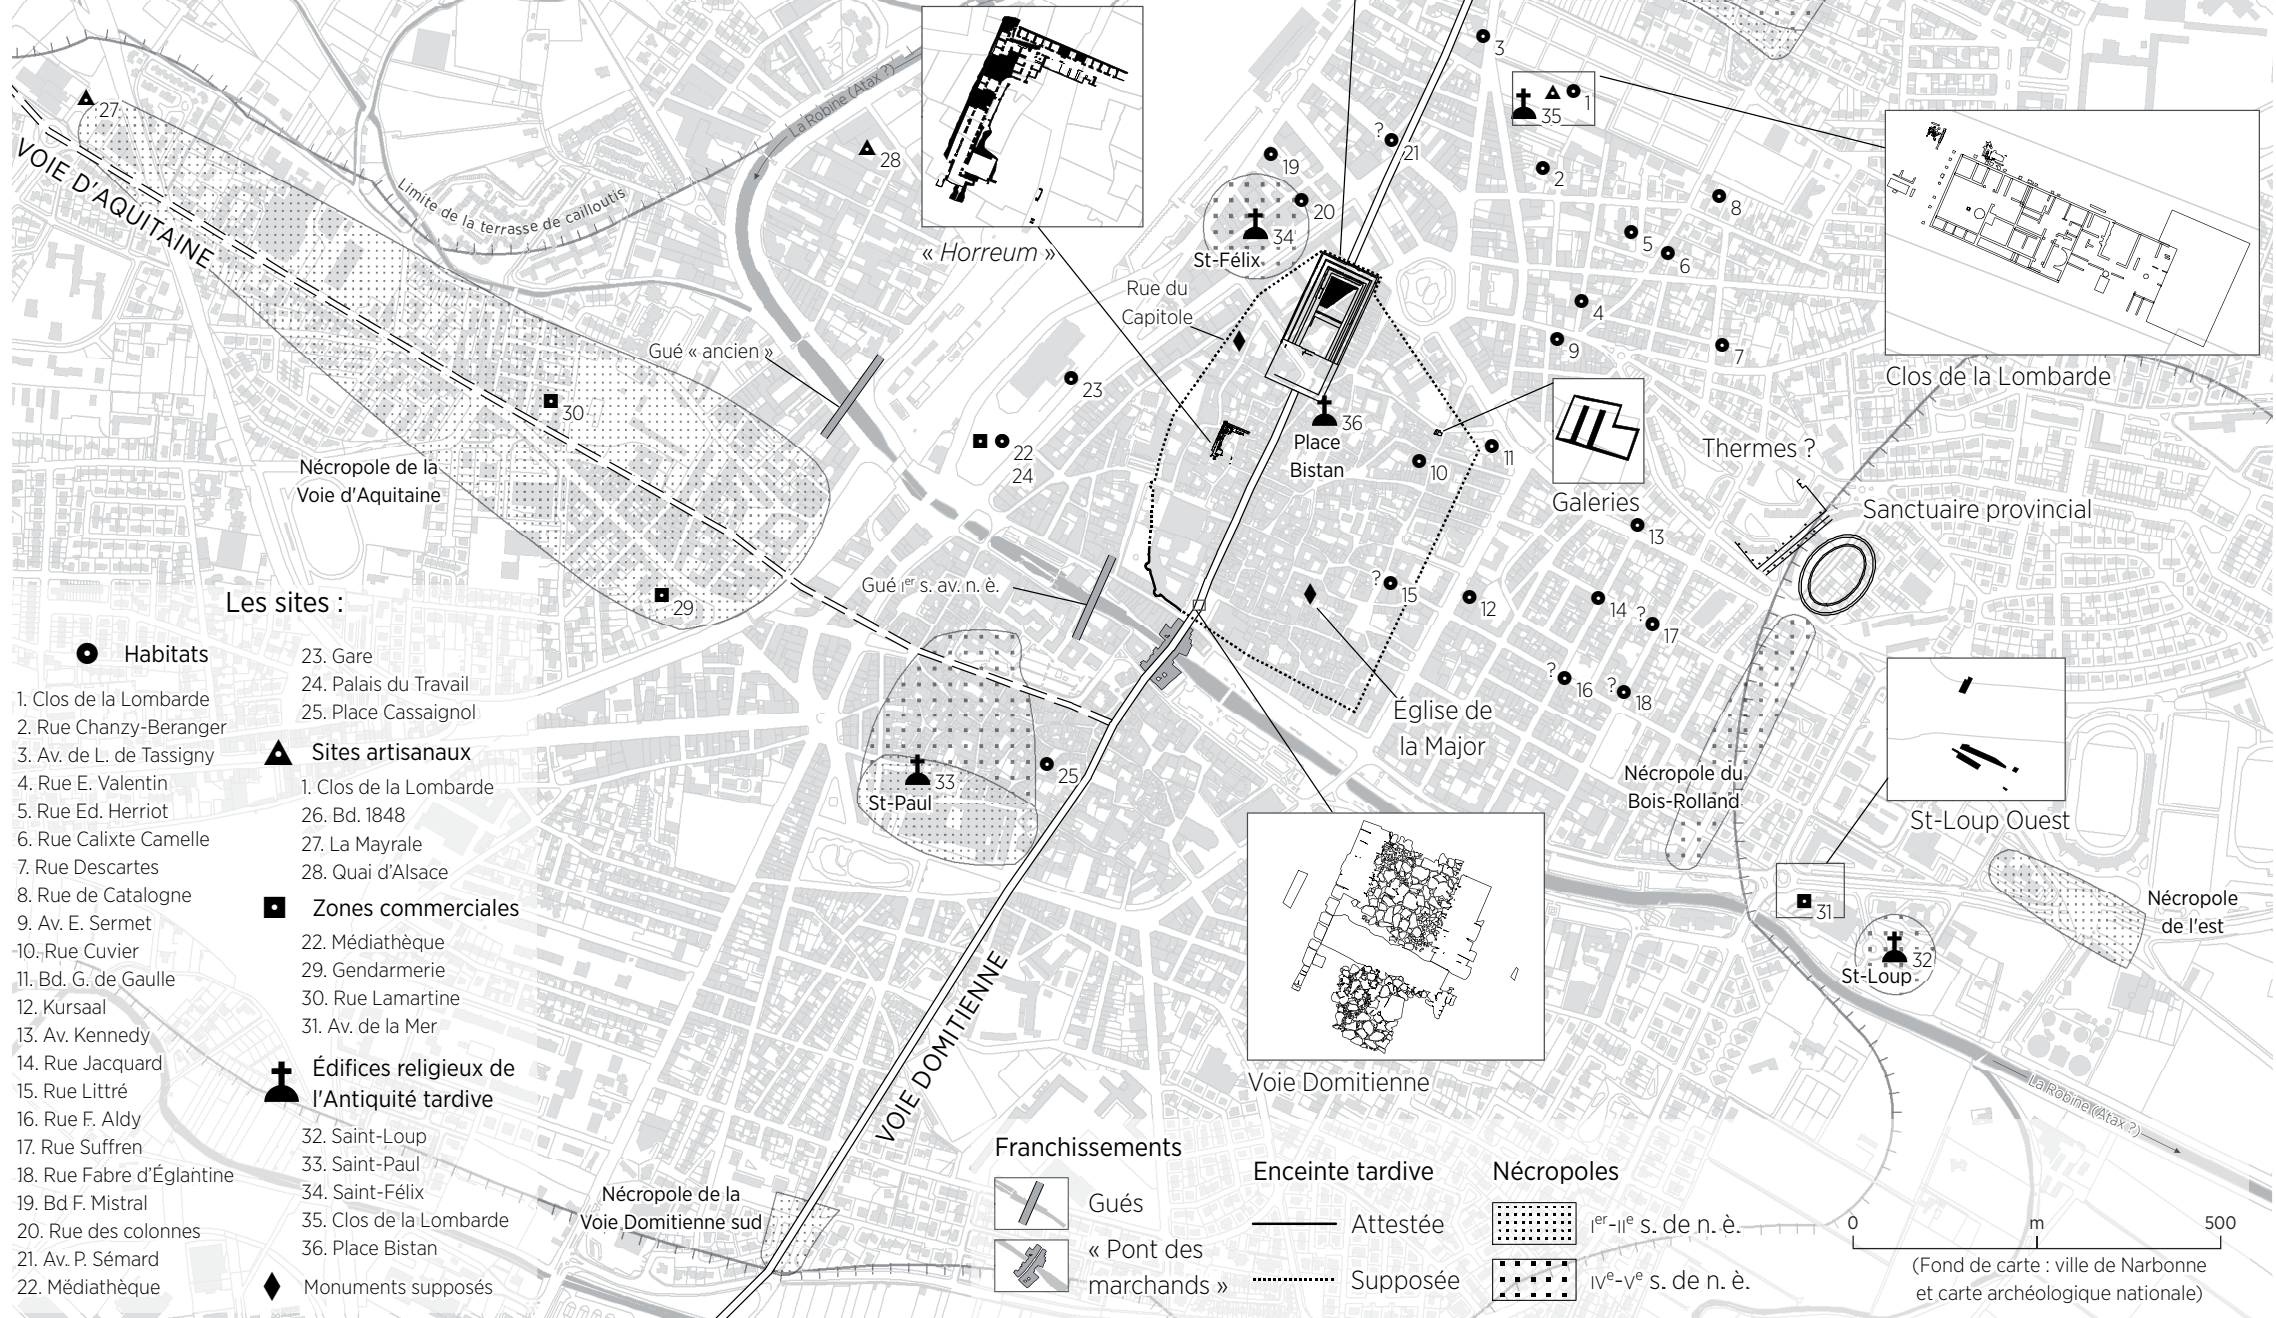 27
VOIE D'AQUITAINE
Limite de la terrasse de cailloutis
La Robine (Atax ?)
28
« Horreum »
3
35
1
? 21
19
20
34
St-Félix
2
8
5
6
4
9
7
Rue du
Capitole
Clos de la Lombarde
Gué « ancien »
30
23
22
24
36
Place
Bistan
10
11
Galeries
Thermes ?
Sanctuaire provincial
13
Nécropole de la
Voie d'Aquitaine
29
Gué Ier s. av. n. è.
? 15
12
14
? 17
? 16
? 18
Église de
la Major
33
St-Paul
25
Nécropole du
Bois-Rolland
St-Loup Ouest
31
32
St-Loup
Nécropole
de l'est
Voie Domitienne
VOIE DOMITIENNE
La Robine (Atax ?)
Nécropole de la
Voie Domitienne sud
Les sites :
Habitats
1. Clos de la Lombarde
2. Rue Chanzy-Beranger
3. Av. de L. de Tassigny
4. Rue E. Valentin
5. Rue Ed. Herriot
6. Rue Calixte Camelle
7. Rue Descartes
8. Rue de Catalogne
9. Av. E. Sermet
10. Rue Cuvier
11. Bd. G. de Gaulle
12. Kursaal
13. Av. Kennedy
14. Rue Jacquard
15. Rue Littré
16. Rue F. Aldy
17. Rue Suffren
18. Rue Fabre d'Églantine
19. Bd F. Mistral
20. Rue des colonnes
21. Av. P. Sémard
22. Médiathèque
23. Gare
24. Palais du Travail
25. Place Cassaignol
Sites artisanaux
1. Clos de la Lombarde
26. Bd. 1848
27. La Mayrale
28. Quai d'Alsace
Zones commerciales
22. Médiathèque
29. Gendarmerie
30. Rue Lamartine
31. Av. de la Mer
Édifices religieux de
l'Antiquité tardive
32. Saint-Loup
33. Saint-Paul
34. Saint-Félix
35. Clos de la Lombarde
36. Place Bistan
Monuments supposés
Franchissements
Gués
« Pont des
marchands »
Enceinte tardive
Attestée
Supposée
Nécropoles
Ier-IIe s. de n. è.
IVe-Ve s. de n. è.
0 m 500
(Fond de carte : ville de Narbonne
et carte archéologique nationale)